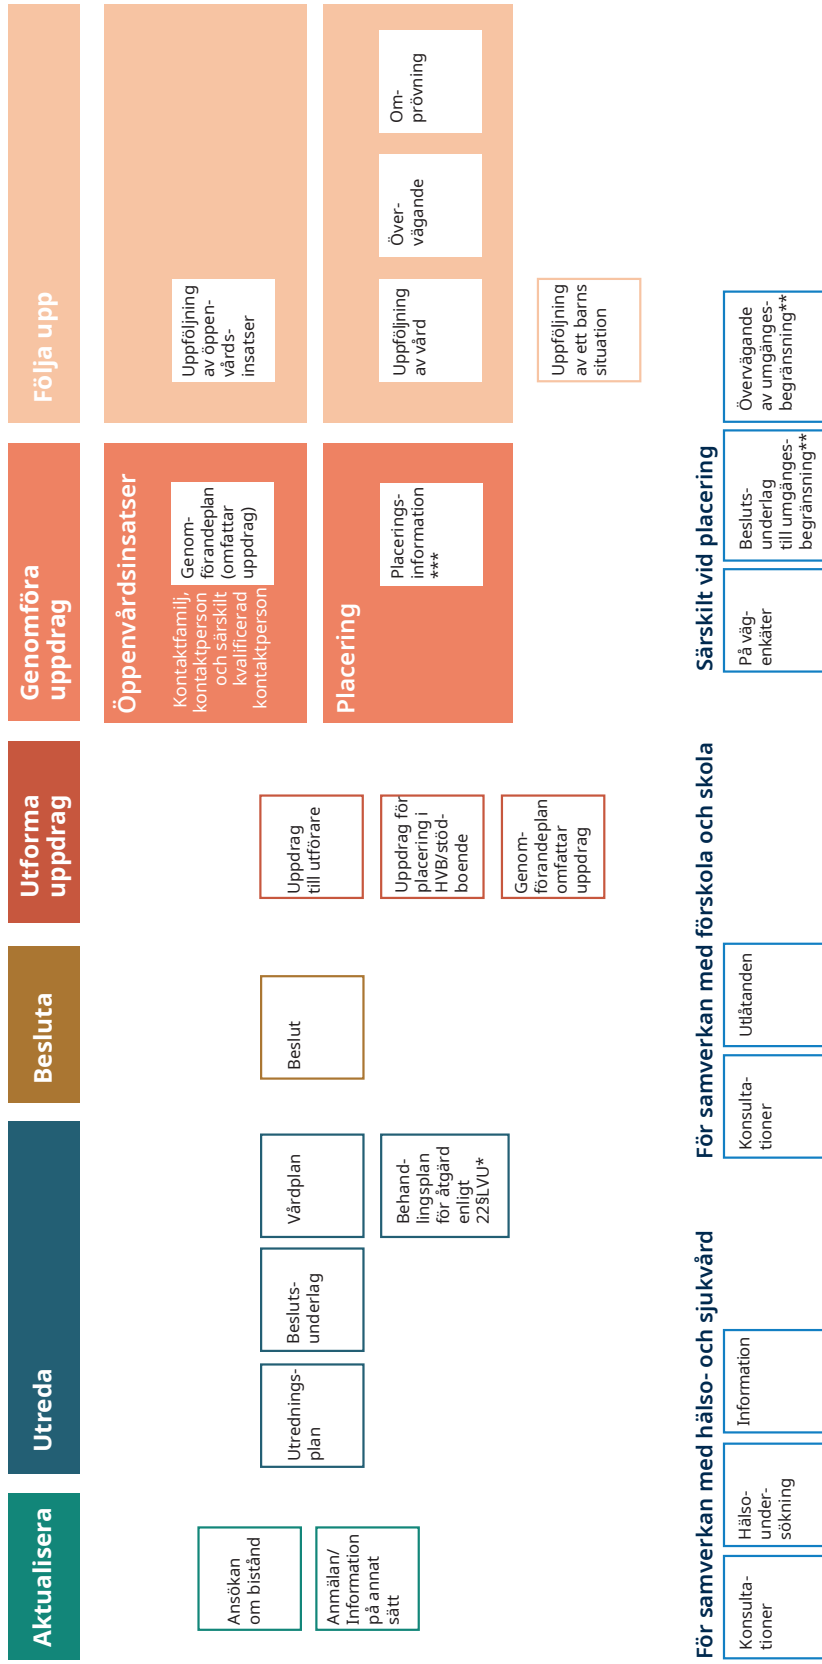 Aktualisera
Utreda
Besluta
Utforma
uppdrag
Genomföra
uppdrag
Följa upp
Ansökan
om bistånd
Anmälan/
Information
på annat
sätt
Utrednings-
plan
Besluts-
underlag
Vårdplan
Behand-
lingsplan
för åtgärd
enligt
22§LVU*
Beslut
Uppdrag
till utförare
Uppdrag för
placering i
HVB/stöd-
boende
Genom-
förandeplan
omfattar
uppdrag
Öppenvårdsinsatser
Kontaktfamilj,
kontaktperson
och särskilt
kvalificerad
kontaktperson
Genom-
förandeplan
(omfattar
uppdrag)
Uppföljning
av öppen-
vårds-
insatser
Placering
Placerings-
information
***
Uppföljning
av vård
Över-
vägande
Om-
prövning
Uppföljning
av ett barns
situation
För samverkan med hälso- och sjukvård
Konsulta-
tioner
Hälso-
under-
sökning
Information
För samverkan med förskola och skola
Konsulta-
tioner
Utlåtanden
Särskilt vid placering
På väg-
enkäter
Besluts-
underlag
till umgänges-
begränsning**
Övervägande
av umgänges-
begränsning**